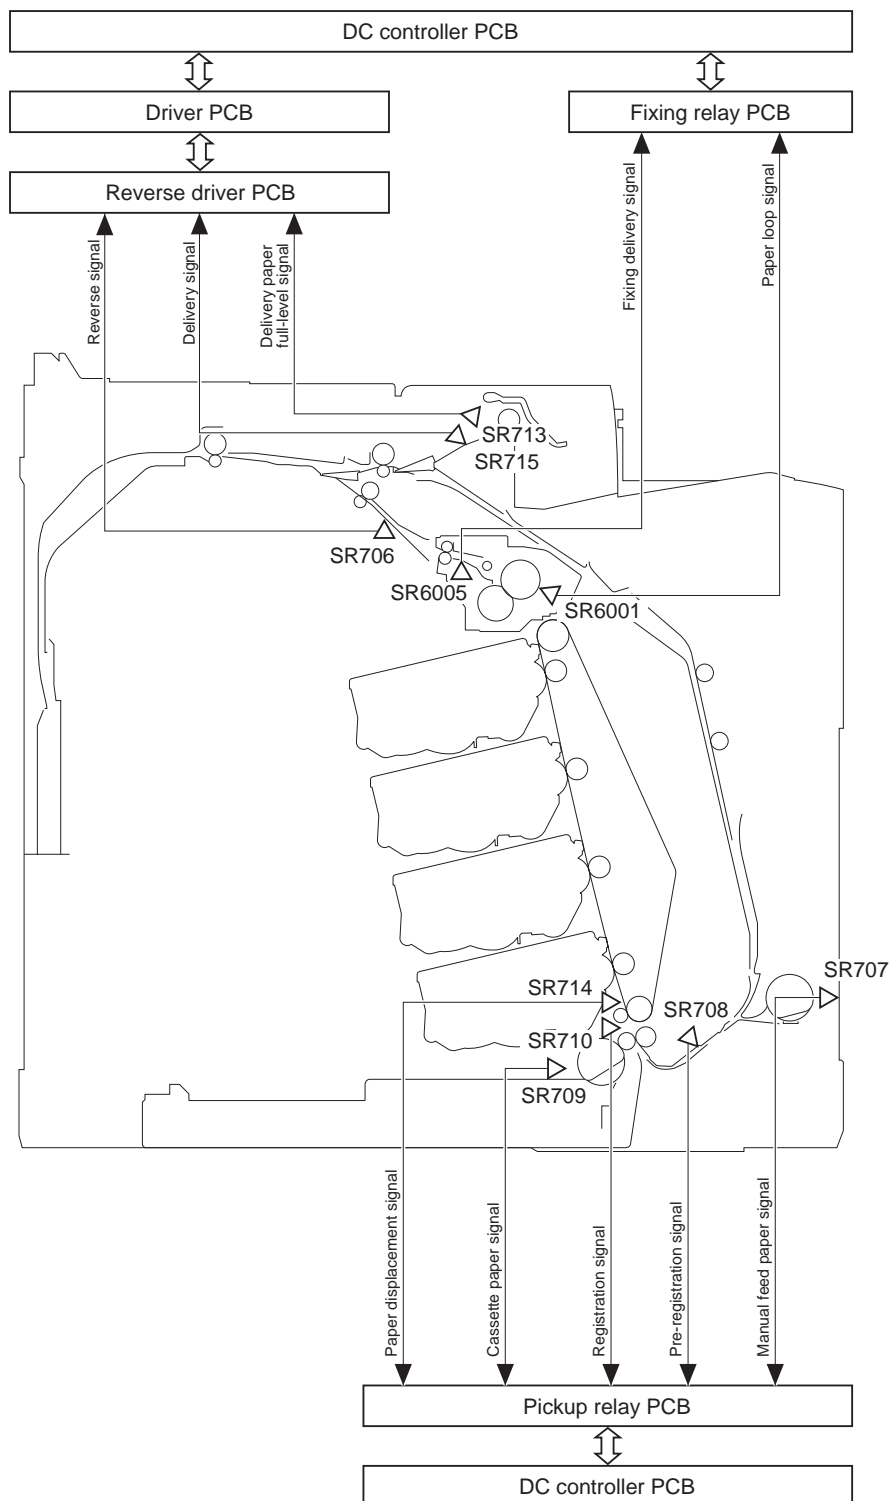 DC controller PCB
Driver PCB
Fixing relay PCB
Reverse driver PCB
Reverse signal
Delivery signal
Delivery paper
full-level signal
Fixing delivery signal
Paper loop signal
SR713
SR715
SR706
SR6005
SR6001
SR707
SR714
SR708
SR710
SR709
Paper displacement signal
Cassette paper signal
Registration signal
Pre-registration signal
Manual feed paper signal
Pickup relay PCB
DC controller PCB